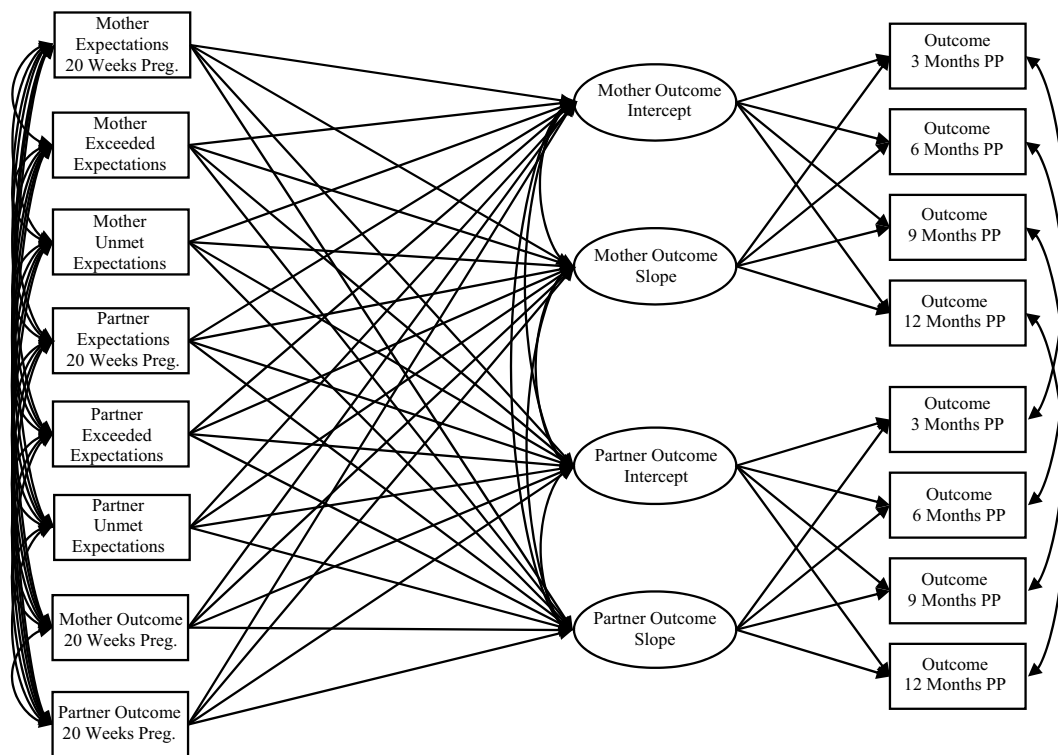 Mother
Expectations
20 Weeks Preg.
Mother
Exceeded
Expectations
Mother
Unmet
Expectations
Partner
Expectations
20 Weeks Preg.
Partner
Exceeded
Expectations
Partner
Unmet
Expectations
Mother Outcome
20 Weeks Preg.
Partner Outcome
20 Weeks Preg.
Mother Outcome
Intercept
Mother Outcome
Slope
Partner Outcome
Intercept
Partner Outcome
Slope
Outcome
3 Months PP
Outcome
6 Months PP
Outcome
9 Months PP
Outcome
12 Months PP
Outcome
3 Months PP
Outcome
6 Months PP
Outcome
9 Months PP
Outcome
12 Months PP